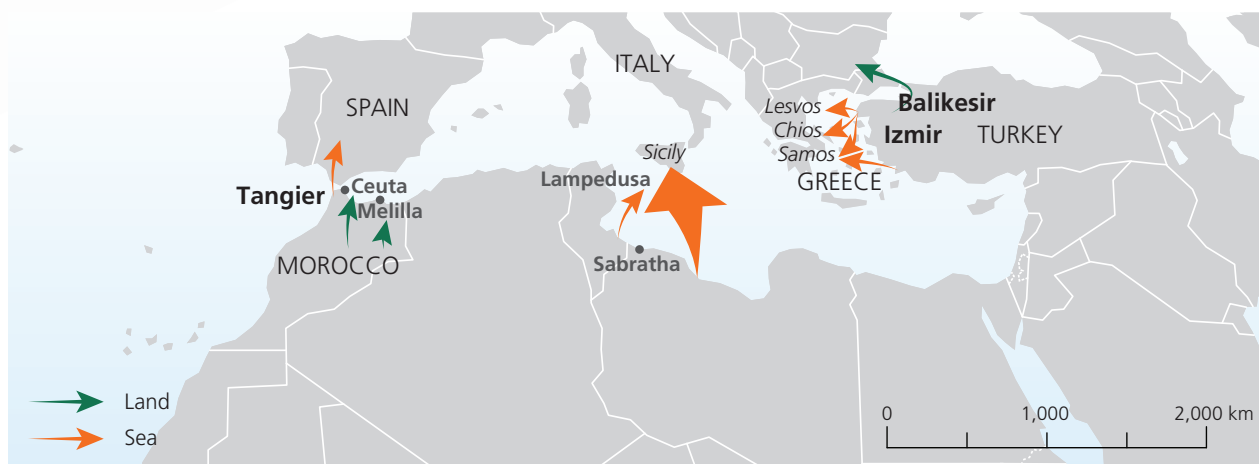 ITALY
SPAIN
Lesvos
Balikesir
Chios
Izmir
TURKEY
Samos
Sicily
GREECE
Lampedusa
Tangier
Ceuta
Melilla
Sabratha
MOROCCO
Land
Sea
0
1,000
2,000 km